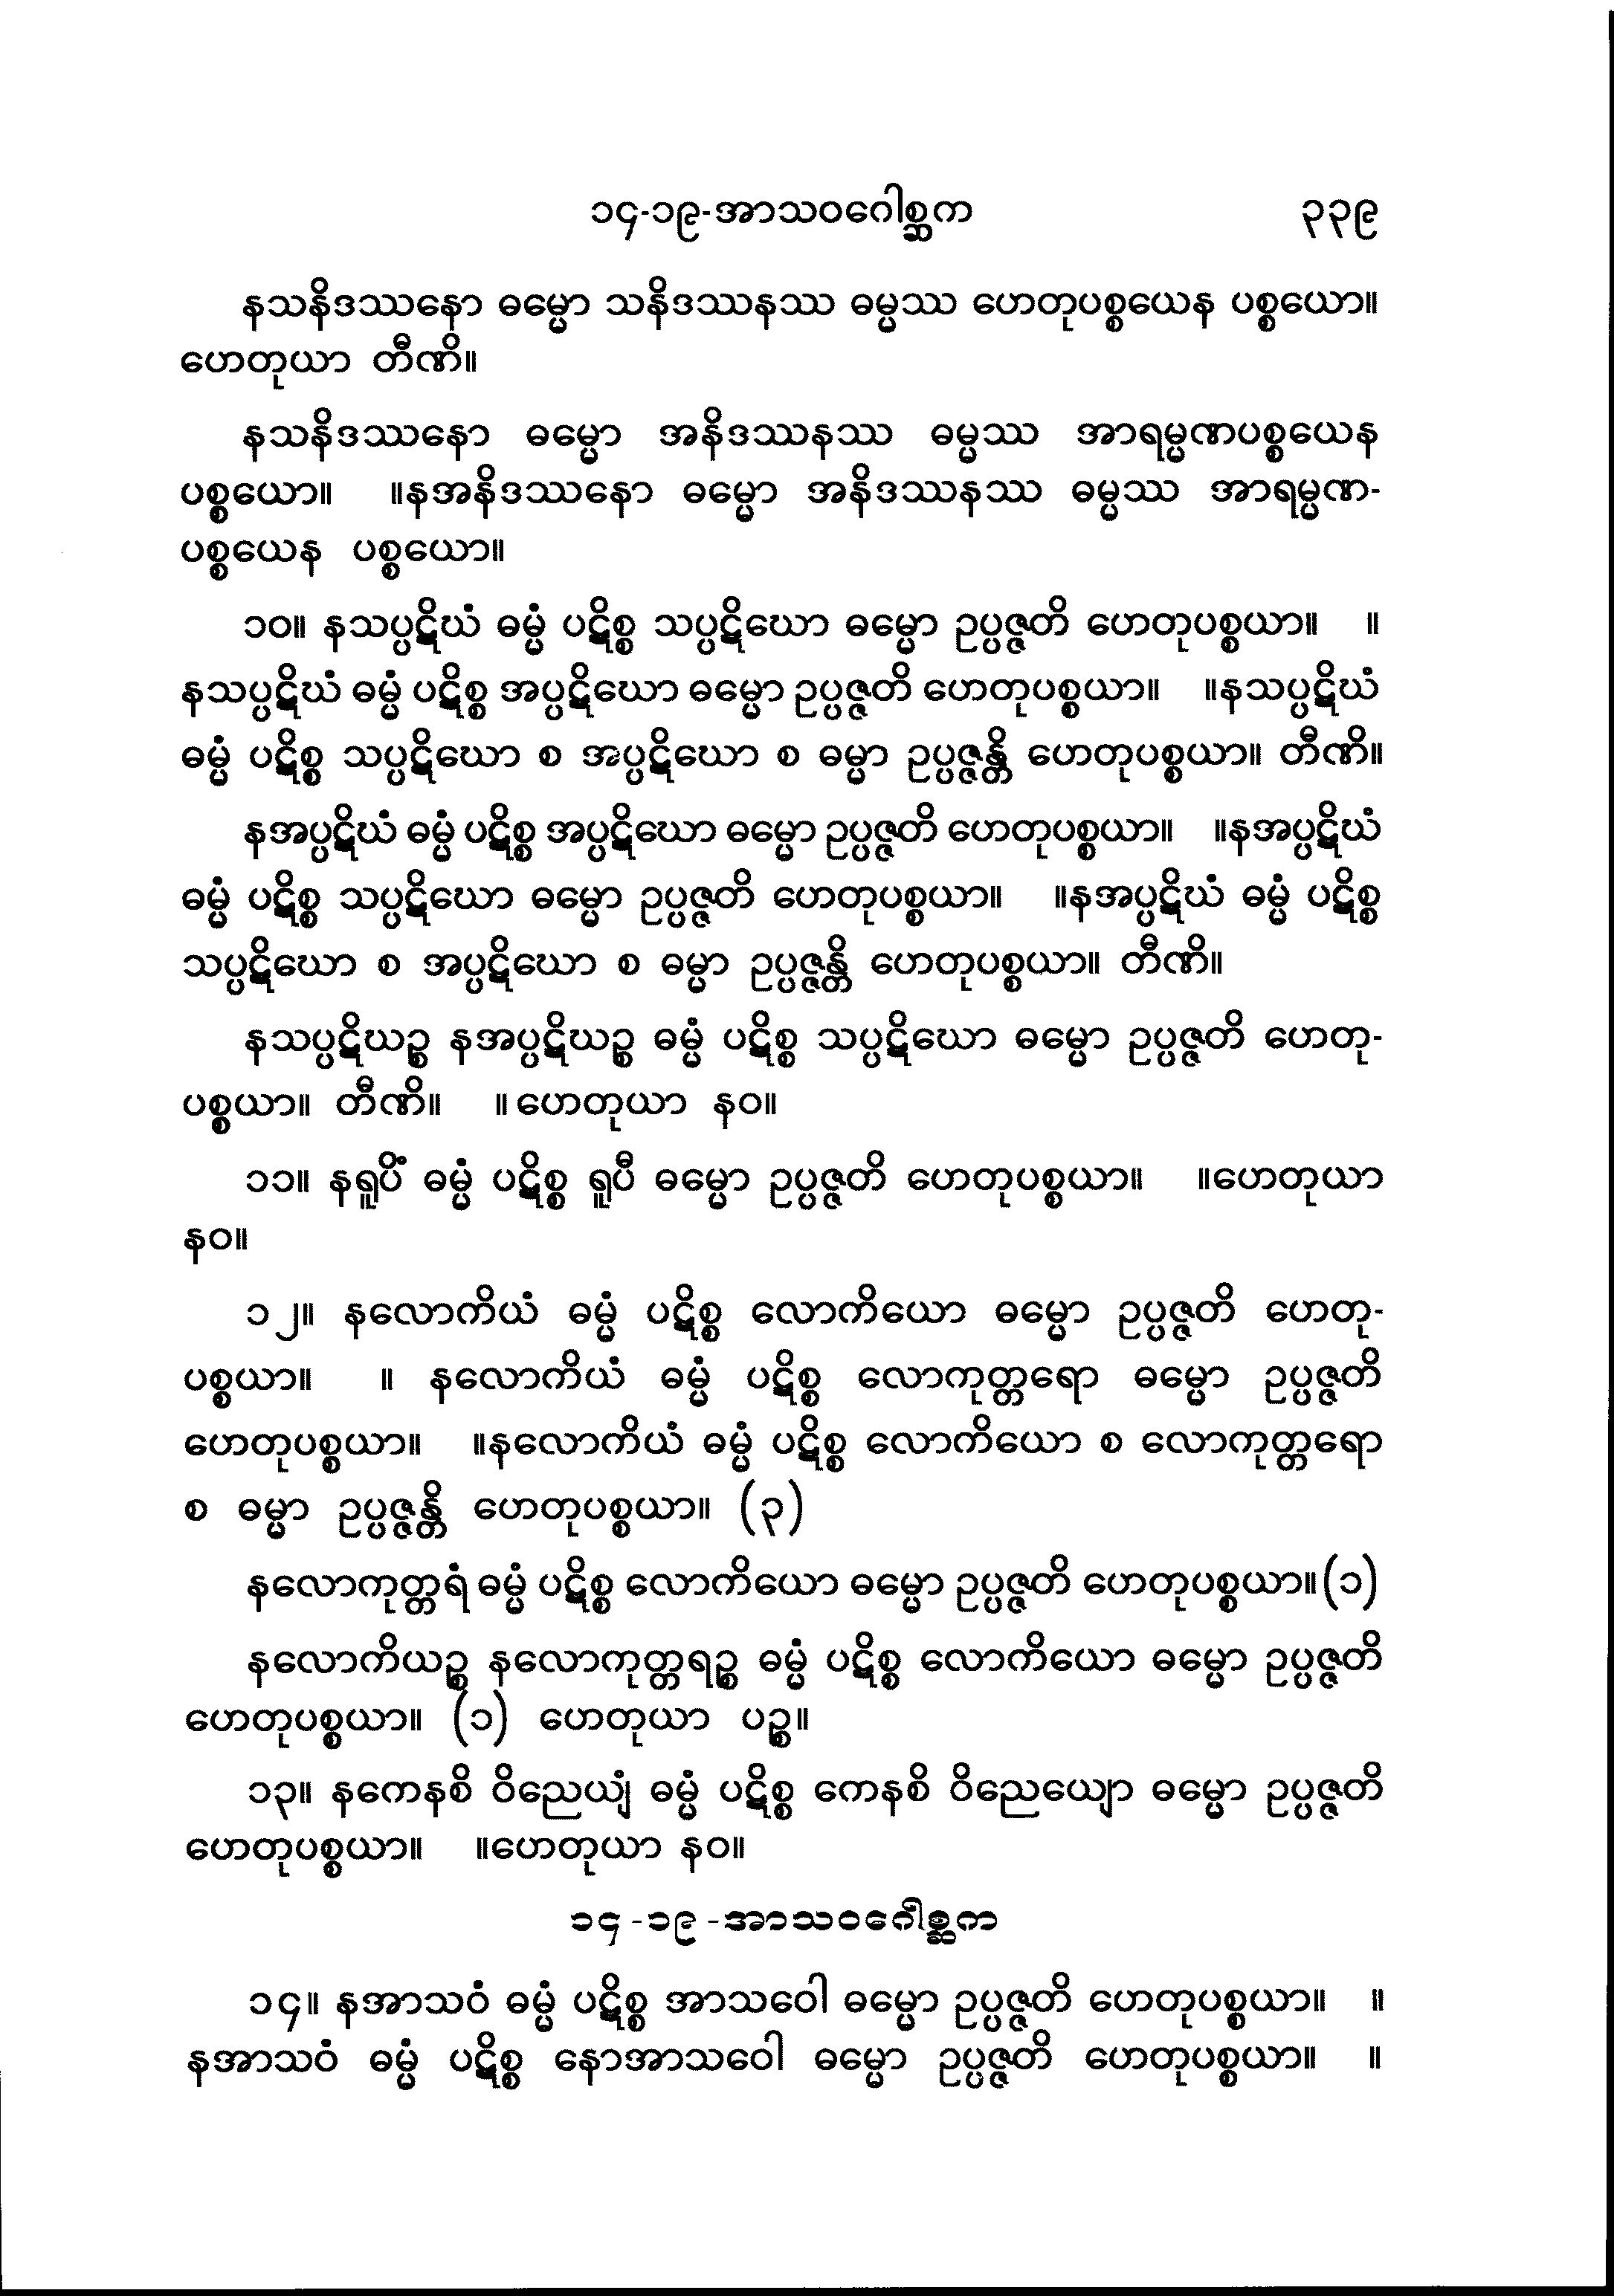 ၁၄-၁၉-အာသဝဂေါစ္ဆက ၃၃၉
နသနိဒဿနော ဓမ္မော သနိဒဿနဿ ဓမ္မဿ ဟေတုပစ္စယေန ပစ္စယော။
ဟေတုယာ တီဏိ။
နသနိဒဿနော ဓမ္မော အနိဒဿနဿ ဓမ္မဿ အာရမ္မဏပစ္စယေန
ပစ္စယော။ ။နအနိဒဿနော ဓမ္မော အနိဒဿနဿ ဓမ္မဿ အာရမ္မဏ-
ပစ္စယေန ပစ္စယော။
၁၀။ နသပ္ပဋိဃံ ဓမ္မံ ပဋိစ္စ သပ္ပဋိဃော ဓမ္မော ဥပ္ပဇ္ဇတိ ဟေတုပစ္စယာ။ ။
နသပ္ပဋိဃံ ဓမ္မံ ပဋိစ္စ အပ္ပဋိဃော ဓမ္မော ဥပ္ပဇ္ဇတိ ဟေတုပစ္စယာ။ ။နသပ္ပဋိဃံ
ဓမ္မံ ပဋိစ္စ သပ္ပဋိဃော စ အပ္ပဋိဃော စ ဓမ္မာ ဥပ္ပဇ္ဇန္တိ ဟေတုပစ္စယာ။ တီဏိ။
နအပ္ပဋိဃံ ဓမ္မံ ပဋိစ္စ အပ္ပဋိဃော ဓမ္မော ဥပ္ပဇ္ဇတိ ဟေတုပစ္စယာ။ ။နအပ္ပဋိဃံ
ဓမ္မံ ပဋိစ္စ သပ္ပဋိဃော ဓမ္မော ဥပ္ပဇ္ဇတိ ဟေတုပစ္စယာ။ ။နအပ္ပဋိဃံ ဓမ္မံ ပဋိစ္စ
သပ္ပဋိဃော စ အပ္ပဋိဃော စ ဓမ္မာ ဥပ္ပဇ္ဇန္တိ ဟေတုပစ္စယာ။ တီဏိ။
နသပ္ပဋိဃဉ္စ နအပ္ပဋိဃဉ္စ ဓမ္မံ ပဋိစ္စ သပ္ပဋိဃော ဓမ္မော ဥပ္ပဇ္ဇတိ ဟေတု-
ပစ္စယာ။ တီဏိ။ ။ ဟေတုယာ နဝ။
၁၁။ နရူပိံ ဓမ္မံ ပဋိစ္စ ရူပီ ဓမ္မော ဥပ္ပဇ္ဇတိ ဟေတုပစ္စယာ။ ။ဟေတုယာ
နဝ။
၁၂။ နလောကိယံ ဓမ္မံ ပဋိစ္စ လောကိယော ဓမ္မော ဥပ္ပဇ္ဇတိ ဟေတု-
ပစ္စယာ။ ။ နလောကိယံ ဓမ္မံ ပဋိစ္စ လောကုတ္တရော ဓမ္မော ဥပ္ပဇ္ဇတိ
ဟေတုပစ္စယာ။ ။နလောကိယံ ဓမ္မံ ပဋိစ္စ လောကိယော စ လောကုတ္တရော
စ ဓမ္မာ ဥပ္ပဇ္ဇန္တိ ဟေတုပစ္စယာ။ (၃)
နလောကုတ္တရံ ဓမ္မံ ပဋိစ္စ လောကိယော ဓမ္မော ဥပ္ပဇ္ဇတိ ဟေတုပစ္စယာ။(၁)
နလောကိယဉ္စ နလောကုတ္တရဉ္စ ဓမ္မံ ပဋိစ္စ လောကိယော ဓမ္မော ဥပ္ပဇ္ဇတိ
ဟေတုပစ္စယာ။ (၁) ဟေတုယာ ပဉ္စ။
၁၃။ နကေနစိ ဝိညေယျံ ဓမ္မံ ပဋိစ္စ ကေနစိ ဝိညေယျော ဓမ္မော ဥပ္ပဇ္ဇတိ
ဟေတုပစ္စယာ။ ။ဟေတုယာ နဝ။
၁၄-၁၉-အာသဝဂေါစ္ဆက
၁၄။ နအာသဝံ ဓမ္မံ ပဋိစ္စ အာသဝေါ ဓမ္မော ဥပ္ပဇ္ဇတိ ဟေတုပစ္စယာ။ ။
နအာသဝံ ဓမ္မံ ပဋိစ္စ နောအာသဝေါ ဓမ္မော ဥပ္ပဇ္ဇတိ ဟေတုပစ္စယာ။ ။